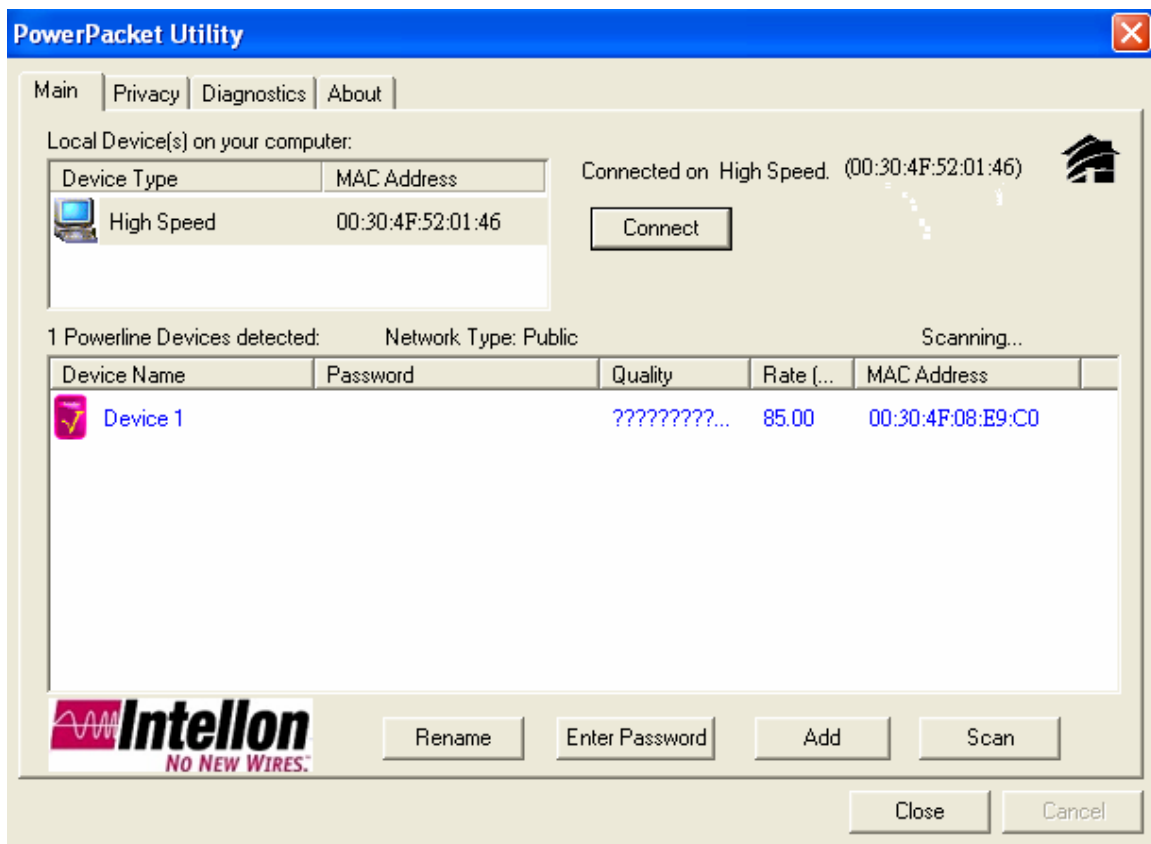 PowerPacket Utility
Main Privacy Diagnostics About
Local Device(s) on your computer:
Device Type MAC Address
High Speed 00:30:4F:52:01:46
Connected on High Speed. (00:30:4F:52:01:46)
Connect
1 Powerline Devices detected: Network Type: Public Scanning...
Device Name Password Quality Rate (... MAC Address
Device 1 ?????????... 85.00 00:30:4F:08:E9:C0
Intellon
NO NEW WIRES.
Rename Enter Password Add Scan
Close Cancel